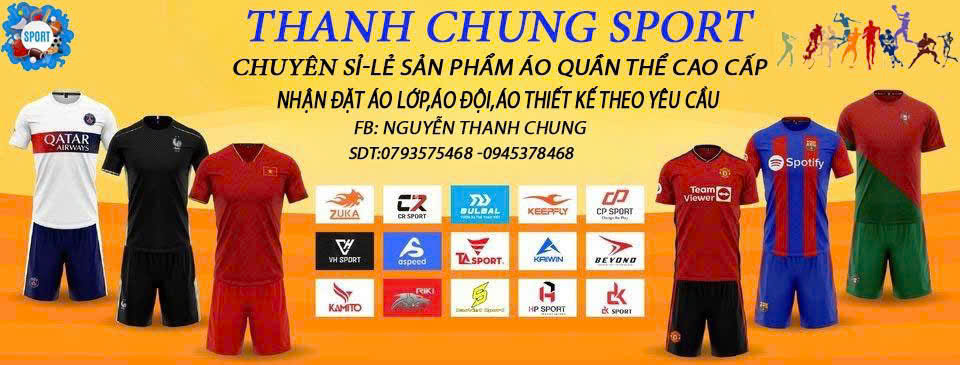 SPORT
THANH CHUNG SPORT
CHUYÊN SỈ-LẺ SẢN PHẨM ÁO QUẦN THỂ CAO CẤP
NHẬN ĐẶT ÁO LỚP,ÁO ĐỘI,ÁO THIẾT KẾ THEO YÊU CẦU
FB: NGUYỄN THANH CHUNG
SDT:0793575468 -0945378468
QATAR
AIRWAYS
Team
Viewer
Spotify
ZUKA
CR SPORT
BULBAL
KEEPFLY
CP SPORT
VH SPORT
aspeed
TA SPORT
KAIWIN
BEYONO
KAMITO
RIKI
HP SPORT
CK SPORT